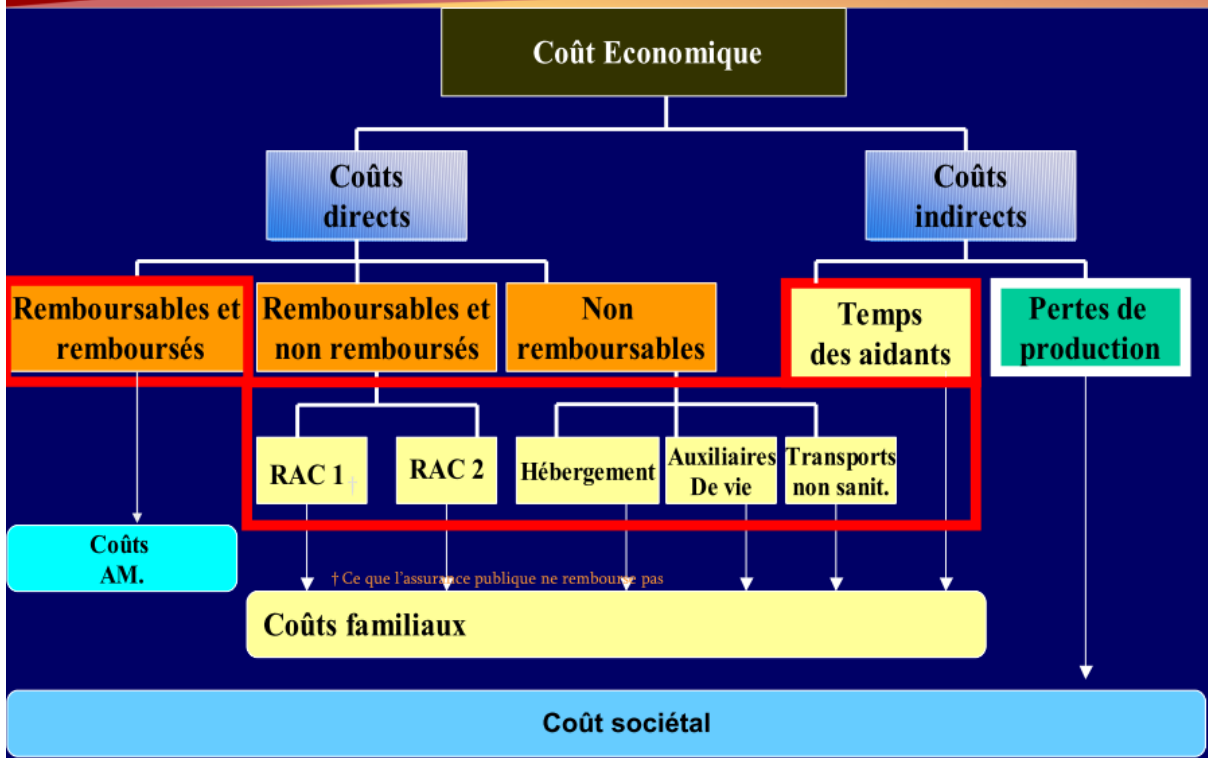 Coût Economique
Coûts
directs
Coûts
indirects
Remboursables et
remboursés
Remboursables et
non remboursés
Non
remboursables
Temps
des aidants
Pertes de
production
RAC 1 †
RAC 2
Hébergement
Auxiliaires
De vie
Transports
non sanit.
Coûts
AM.
† Ce que l'assurance publique ne rembourse pas
Coûts familiaux
Coût sociétal